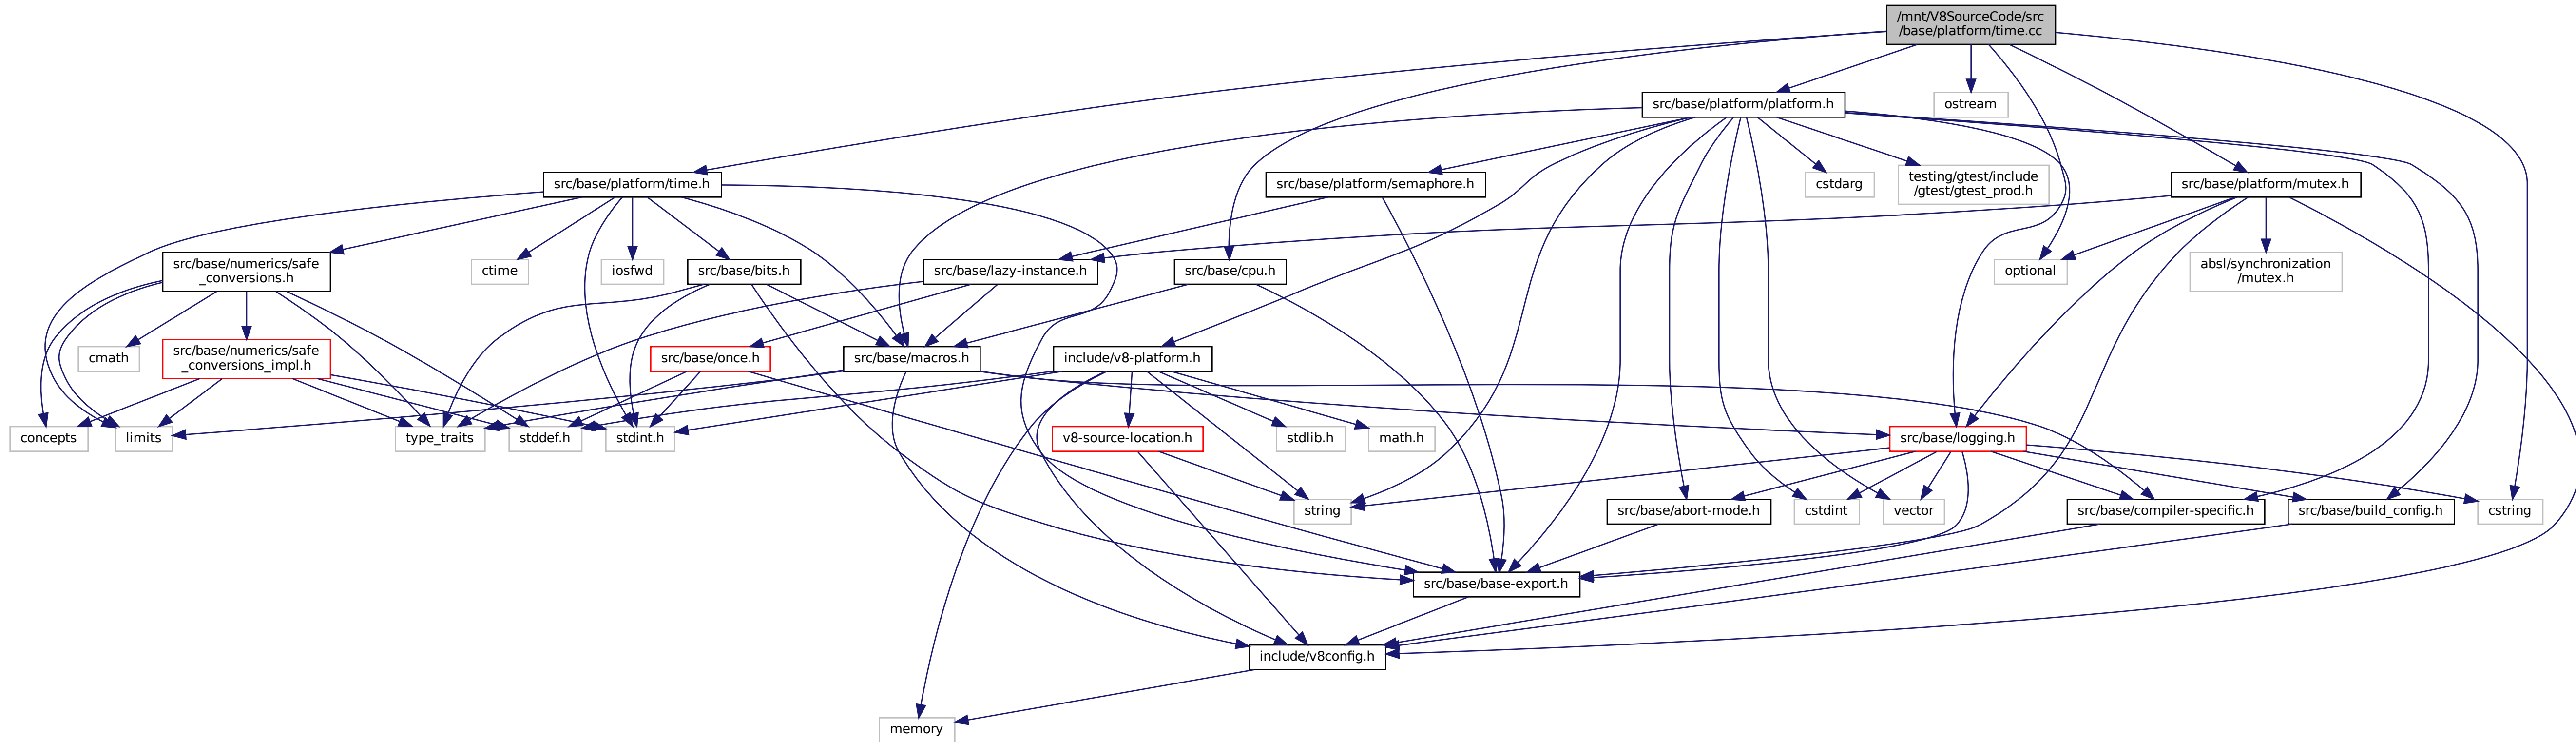 /mnt/V8SourceCode/src
/base/platform/time.cc
src/base/platform/platform.h
ostream
src/base/platform/time.h
src/base/platform/semaphore.h
cstdarg
testing/gtest/include
/gtest/gtest_prod.h
src/base/platform/mutex.h
src/base/numerics/safe
_conversions.h
ctime
iosfwd
src/base/bits.h
src/base/lazy-instance.h
src/base/cpu.h
optional
absl/synchronization
/mutex.h
cmath
src/base/numerics/safe
_conversions_impl.h
src/base/once.h
src/base/macros.h
include/v8-platform.h
concepts
limits
type_traits
stddef.h
stdint.h
v8-source-location.h
stdlib.h
math.h
src/base/logging.h
string
src/base/abort-mode.h
cstdint
vector
src/base/compiler-specific.h
src/base/build_config.h
cstring
src/base/base-export.h
include/v8config.h
memory